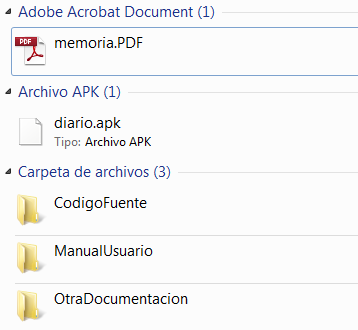 Adobe Acrobat Document (1)
PDF
memoria.PDF
Archivo APK (1)
diario.apk
Tipo: Archivo APK
Carpeta de archivos (3)
CodigoFuente
ManualUsuario
OtraDocumentacion